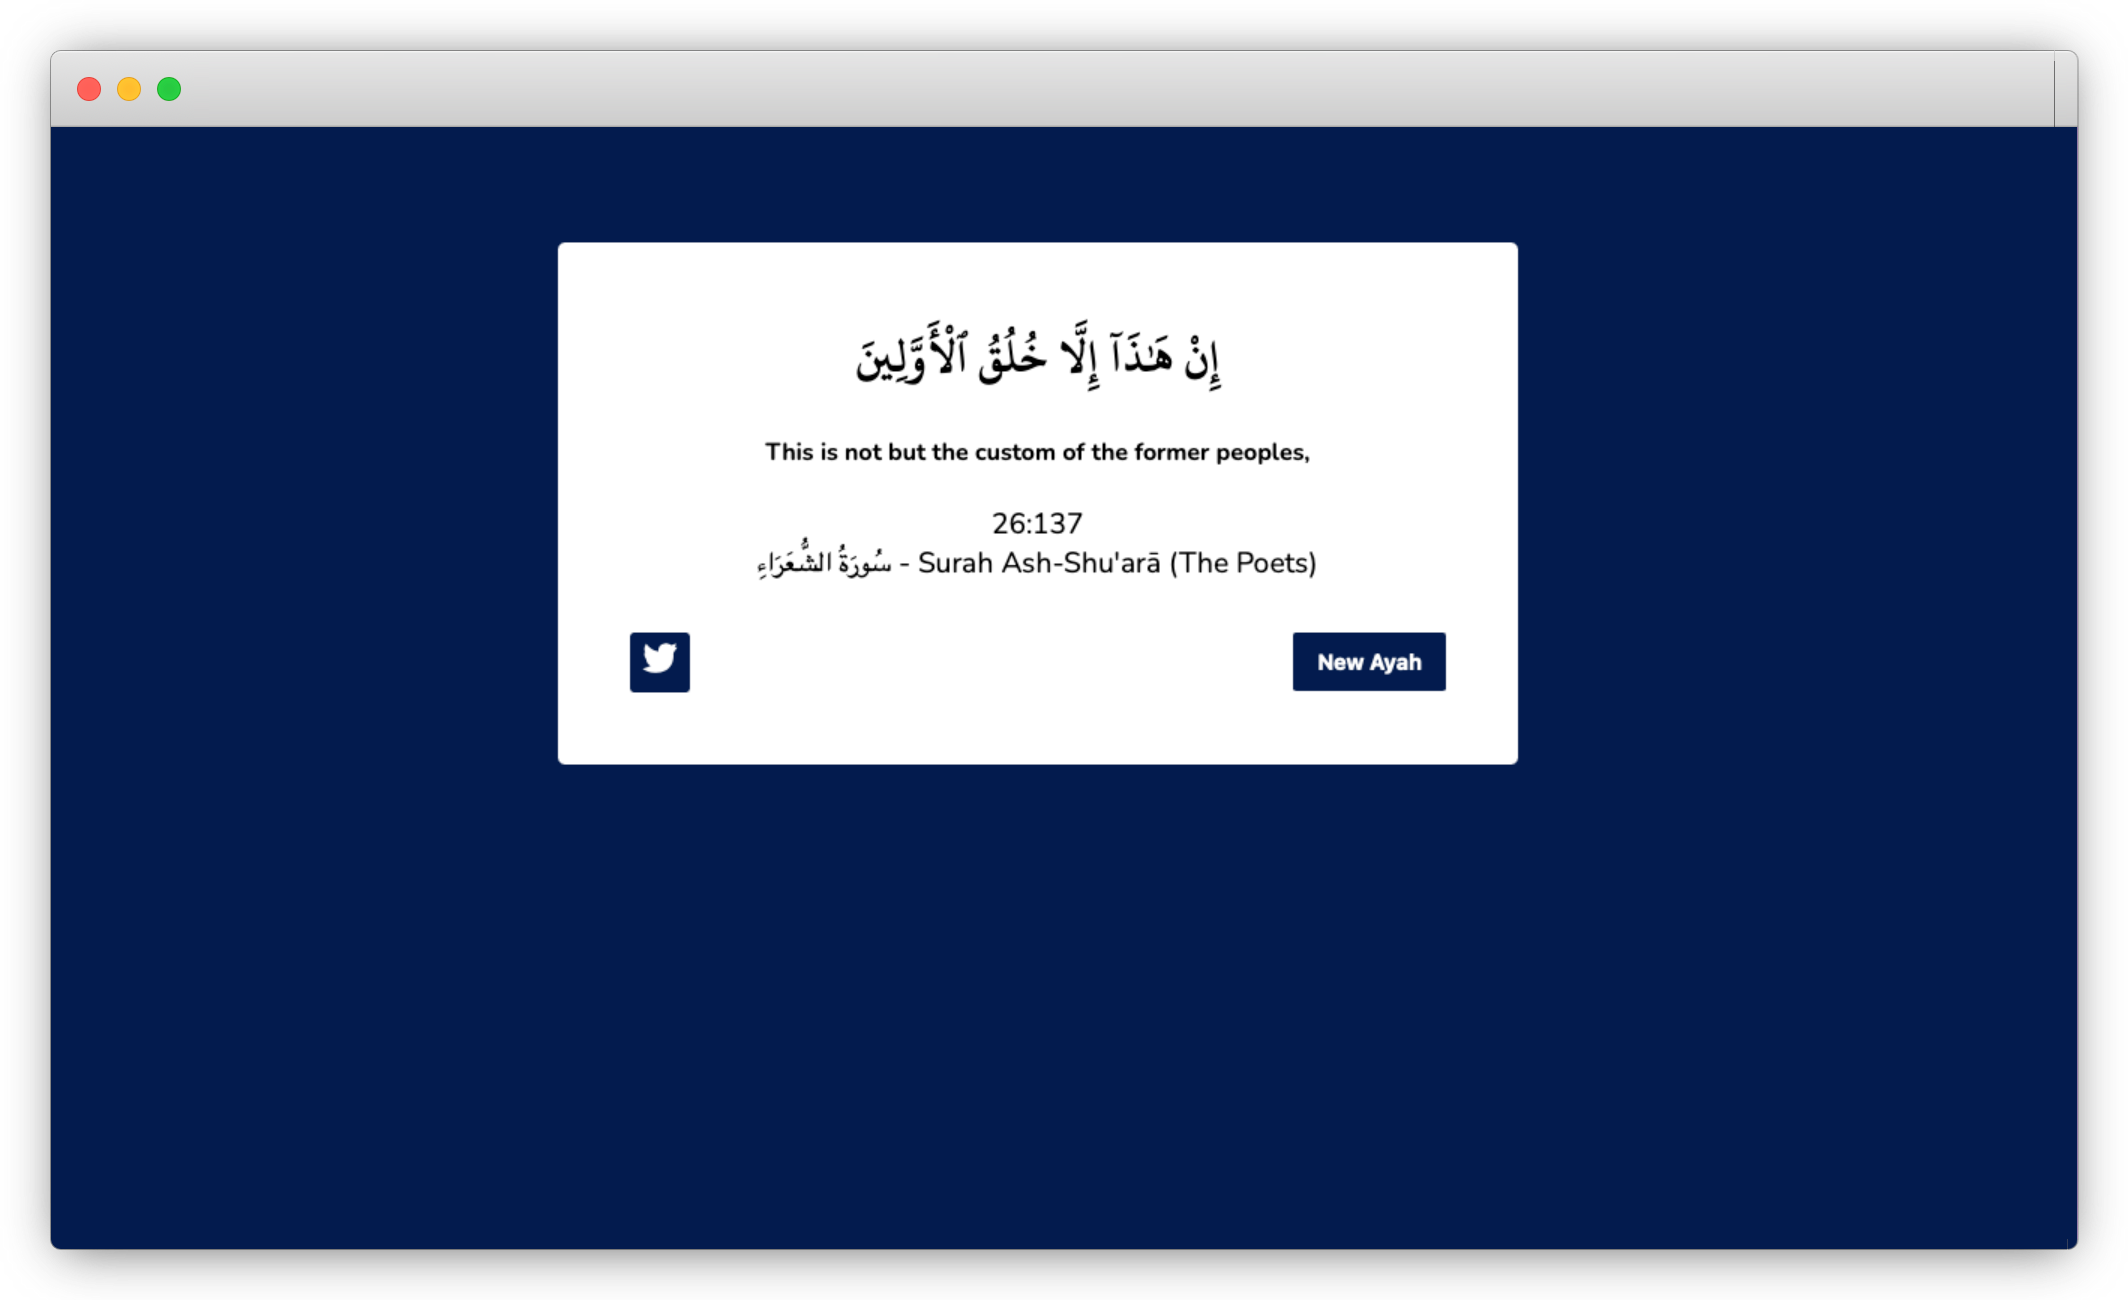 إِنْ هَـٰذَآ إِلَّا خُلُقُ ٱلْأَوَّلِينَ
This is not but the custom of the former peoples,
26:137
سُورَةُ الشُّعَرَاءِ - Surah Ash-Shu'arā (The Poets)
New Ayah